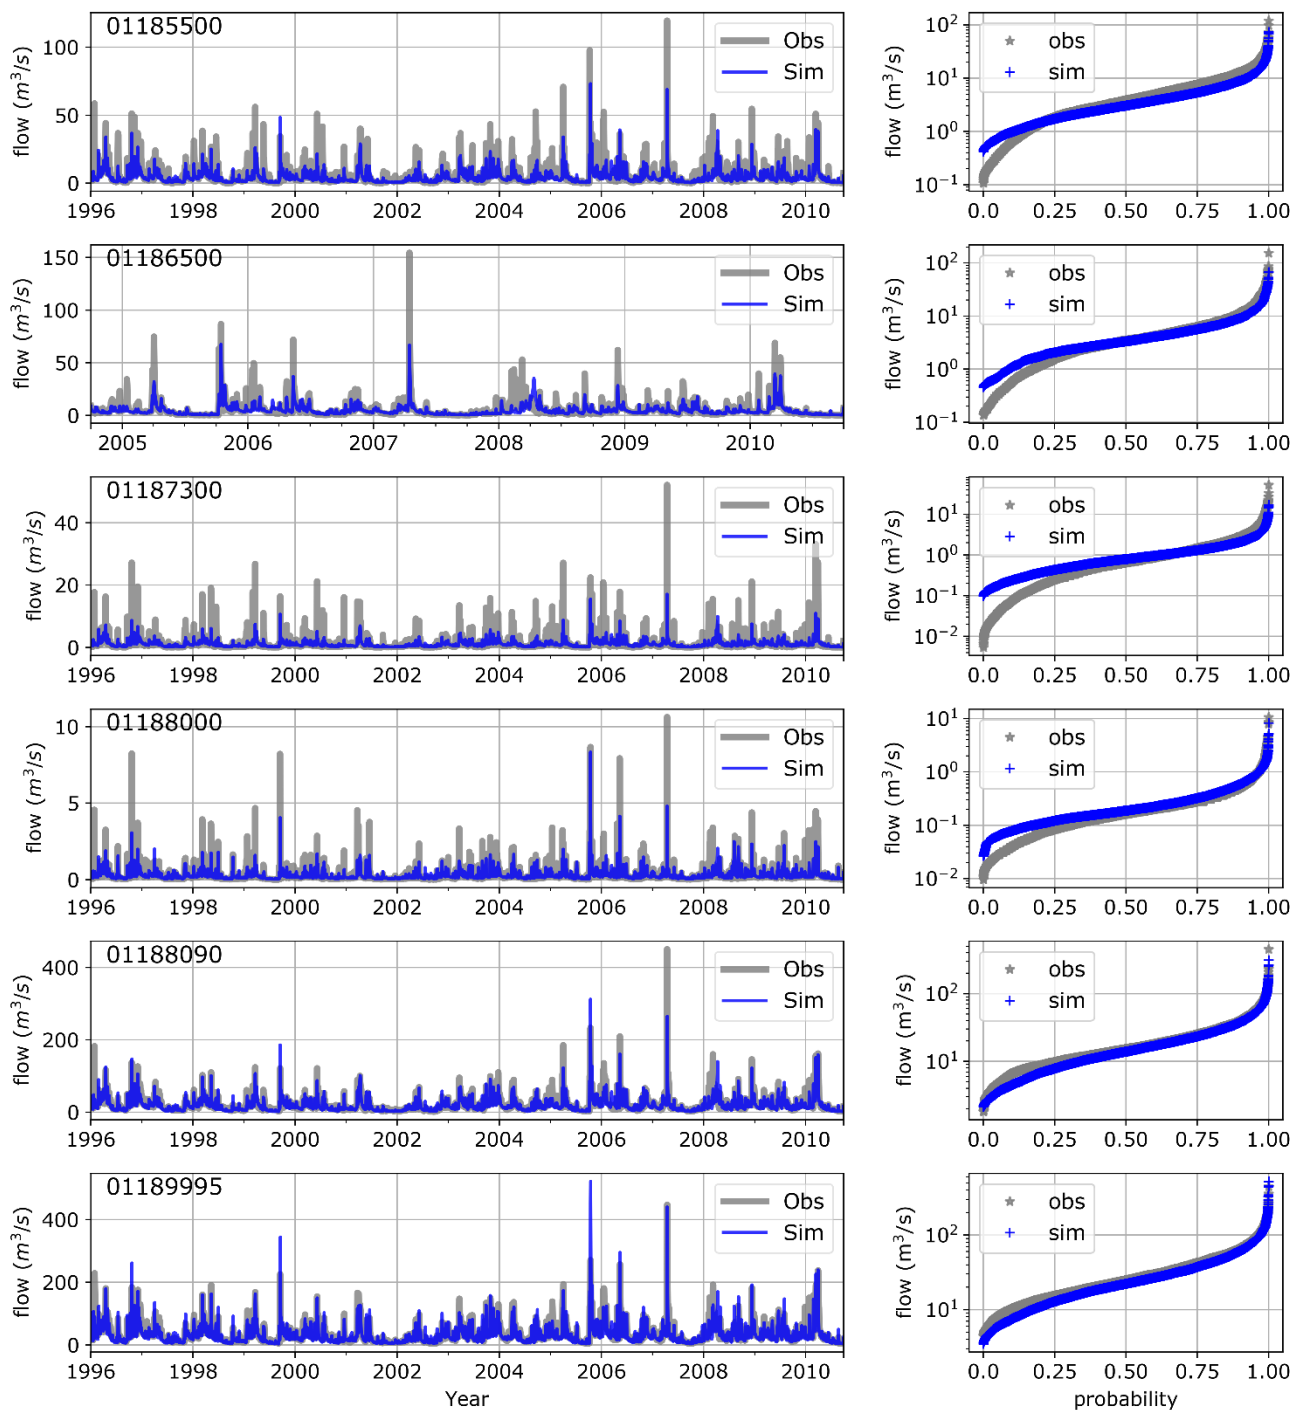 01185500
Obs
Sim
flow (m³/s)
100
50
0
1996 1998 2000 2002 2004 2006 2008 2010
obs
sim
flow (m³/s)
10² 10¹ 10⁰ 10⁻¹
0.0 0.25 0.50 0.75 1.00
01186500
Obs
Sim
flow (m³/s)
150
100
50
0
2005 2006 2007 2008 2009 2010
obs
sim
flow (m³/s)
10² 10¹ 10⁰ 10⁻¹
0.0 0.25 0.50 0.75 1.00
01187300
Obs
Sim
flow (m³/s)
40
20
0
1996 1998 2000 2002 2004 2006 2008 2010
obs
sim
flow (m³/s)
10¹ 10⁰ 10⁻¹ 10⁻²
0.0 0.25 0.50 0.75 1.00
01188000
Obs
Sim
flow (m³/s)
10
5
0
1996 1998 2000 2002 2004 2006 2008 2010
obs
sim
flow (m³/s)
10¹ 10⁰ 10⁻¹ 10⁻²
0.0 0.25 0.50 0.75 1.00
01188090
Obs
Sim
flow (m³/s)
400
200
0
1996 1998 2000 2002 2004 2006 2008 2010
obs
sim
flow (m³/s)
10² 10¹
0.0 0.25 0.50 0.75 1.00
01189995
Obs
Sim
flow (m³/s)
400
200
0
1996 1998 2000 2002 2004 2006 2008 2010
Year
obs
sim
flow (m³/s)
10² 10¹
0.0 0.25 0.50 0.75 1.00
probability